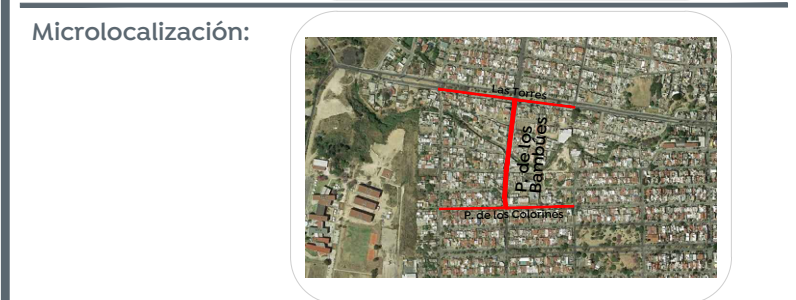 Microlocalización:
Las Torres
P. de los
Bambúes
P. de los Colorines